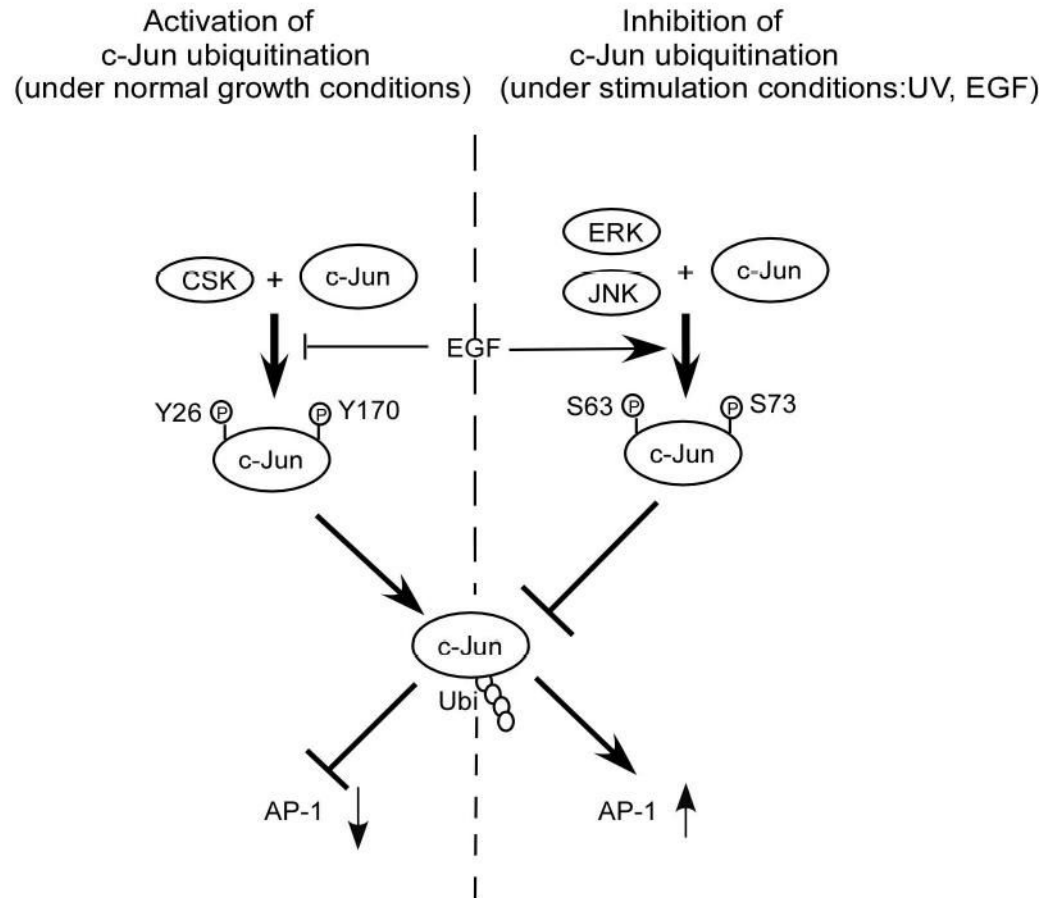 Activation of
c-Jun ubiquitination
(under normal growth conditions)
Inhibition of
c-Jun ubiquitination
(under stimulation conditions:UV, EGF)
CSK + c-Jun
ERK
JNK
+ c-Jun
EGF
Y26 P P Y170
c-Jun
S63 P P S73
c-Jun
c-Jun
Ubi
AP-1
AP-1